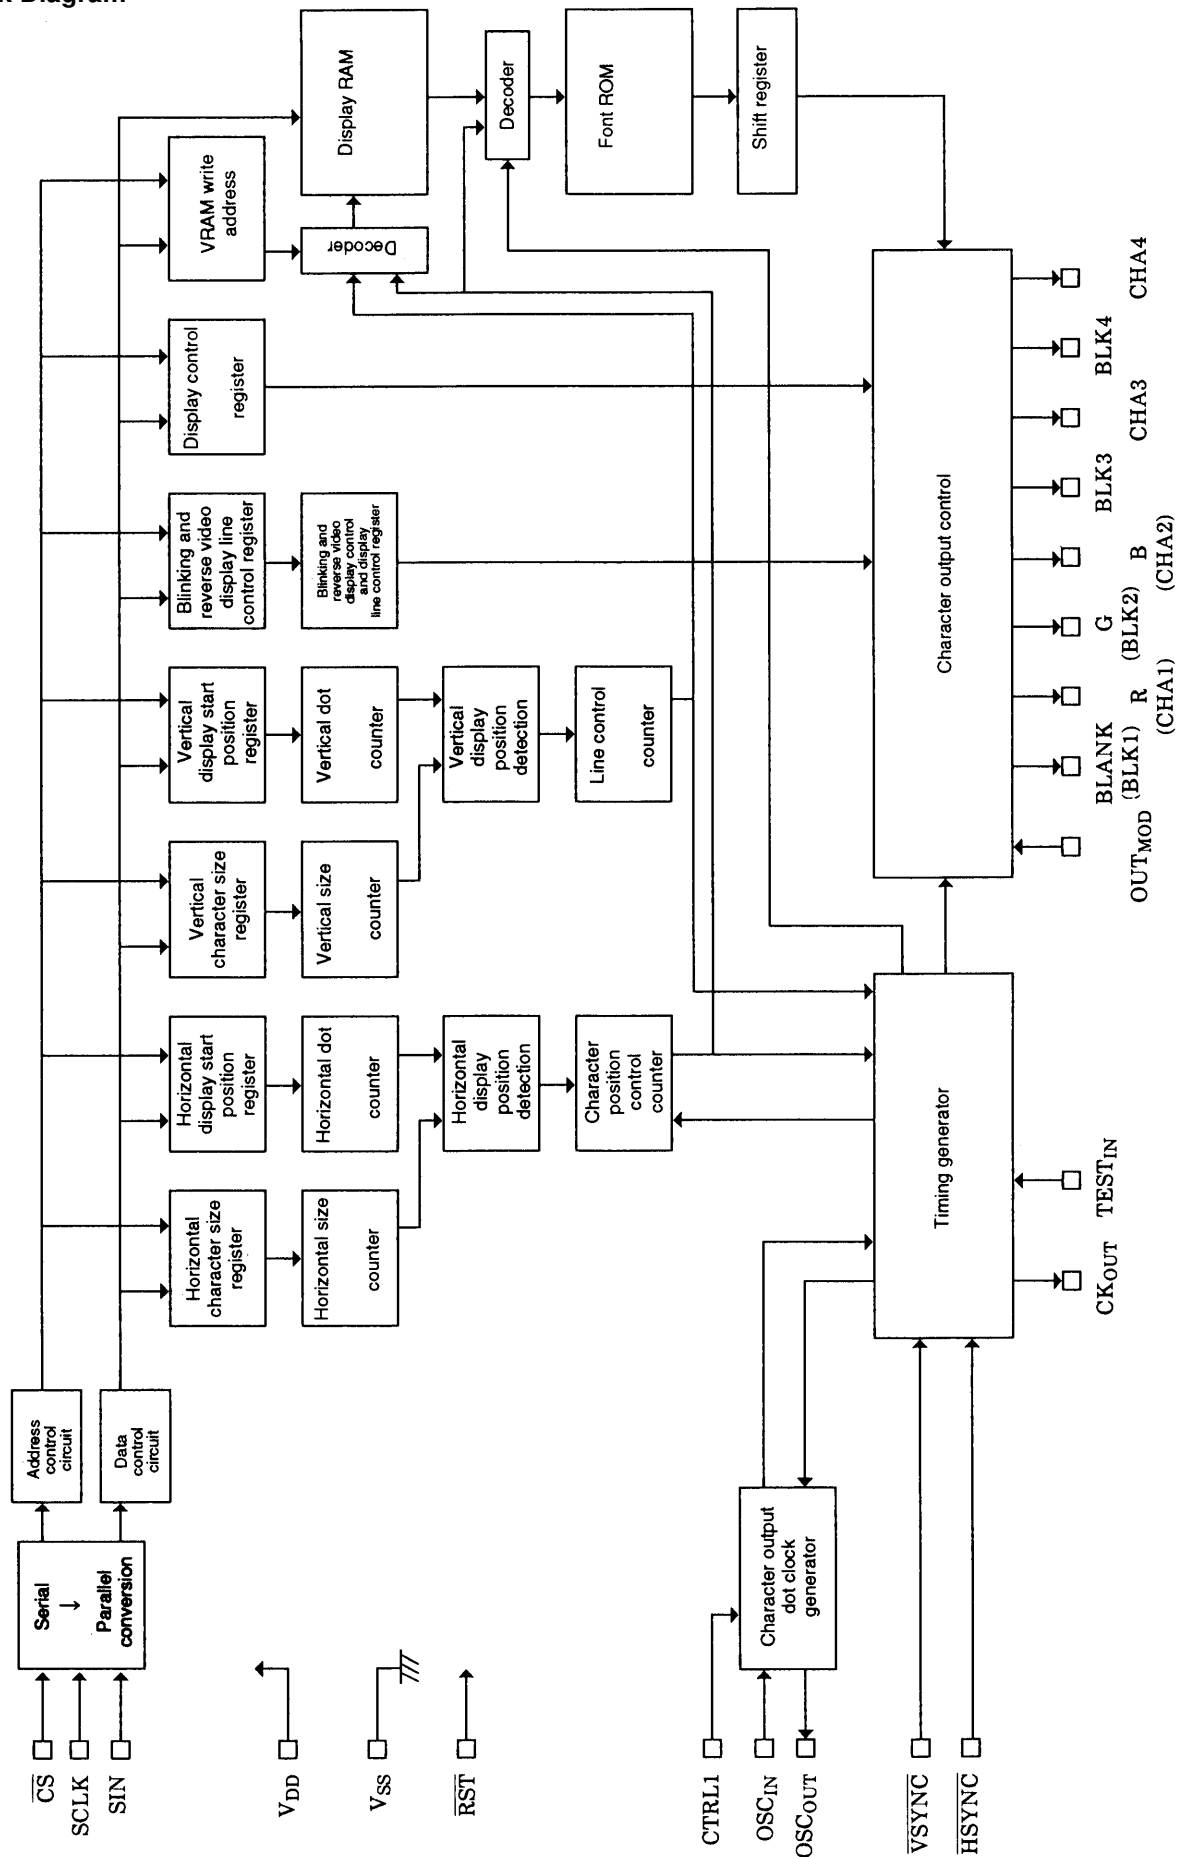 k Diagram
CS
SCLK
SIN
Serial
↓
Parallel
conversion
Address
control
circuit
Data
control
circuit
Horizontal
character size
register
Horizontal
display start
position
register
Vertical
character size
register
Vertical
display start
position
register
Blinking and
reverse video
display line
control register
Display control
register
VRAM write
address
VDD
VSS
RST
Horizontal size
counter
Horizontal dot
counter
Vertical size
counter
Vertical dot
counter
Blinking and
reverse video
display control
and display
line control register
Decoder
Display RAM
Horizontal
display
position
detection
Vertical
display
position
detection
Decoder
Character
position
control
counter
Line control
counter
Font ROM
CTRL1
OSCIN
OSCOUT
Character output
dot clock
generator
Shift register
VSYNC
HSYNC
Timing generator
Character output control
CKOUT
TESTIN
OUTMOD
BLANK
(BLK1)
R
(CHA1)
G
(BLK2)
B
(CHA2)
BLK3
CHA3
BLK4
CHA4